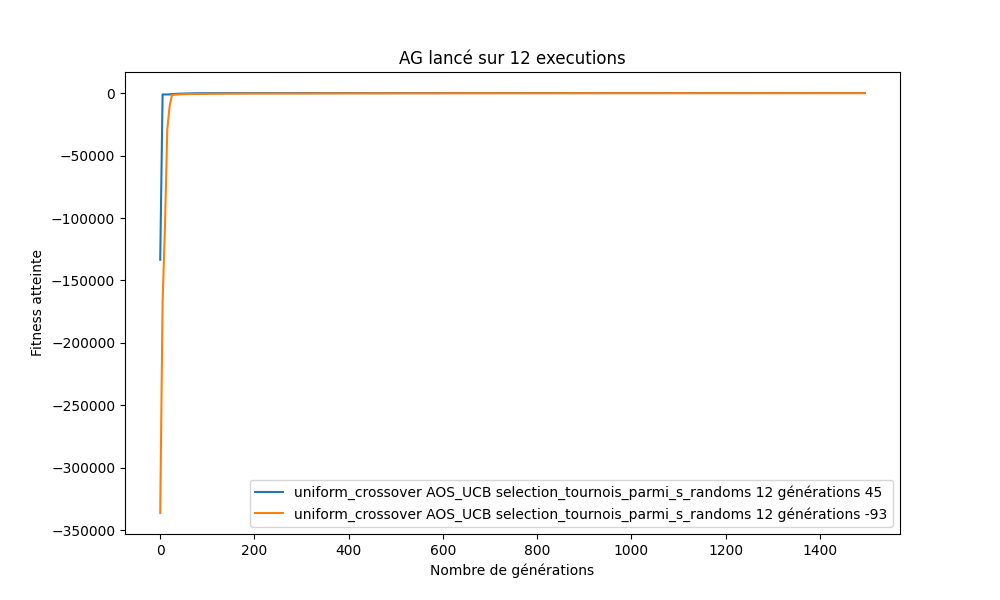 AG lancé sur 12 executions
0
−50000
−100000
−150000
−200000
−250000
−300000
−350000
Fitness atteinte
uniform_crossover AOS_UCB selection_tournois_parmi_s_randoms 12 générations 45
uniform_crossover AOS_UCB selection_tournois_parmi_s_randoms 12 générations -93
0 200 400 600 800 1000 1200 1400
Nombre de générations